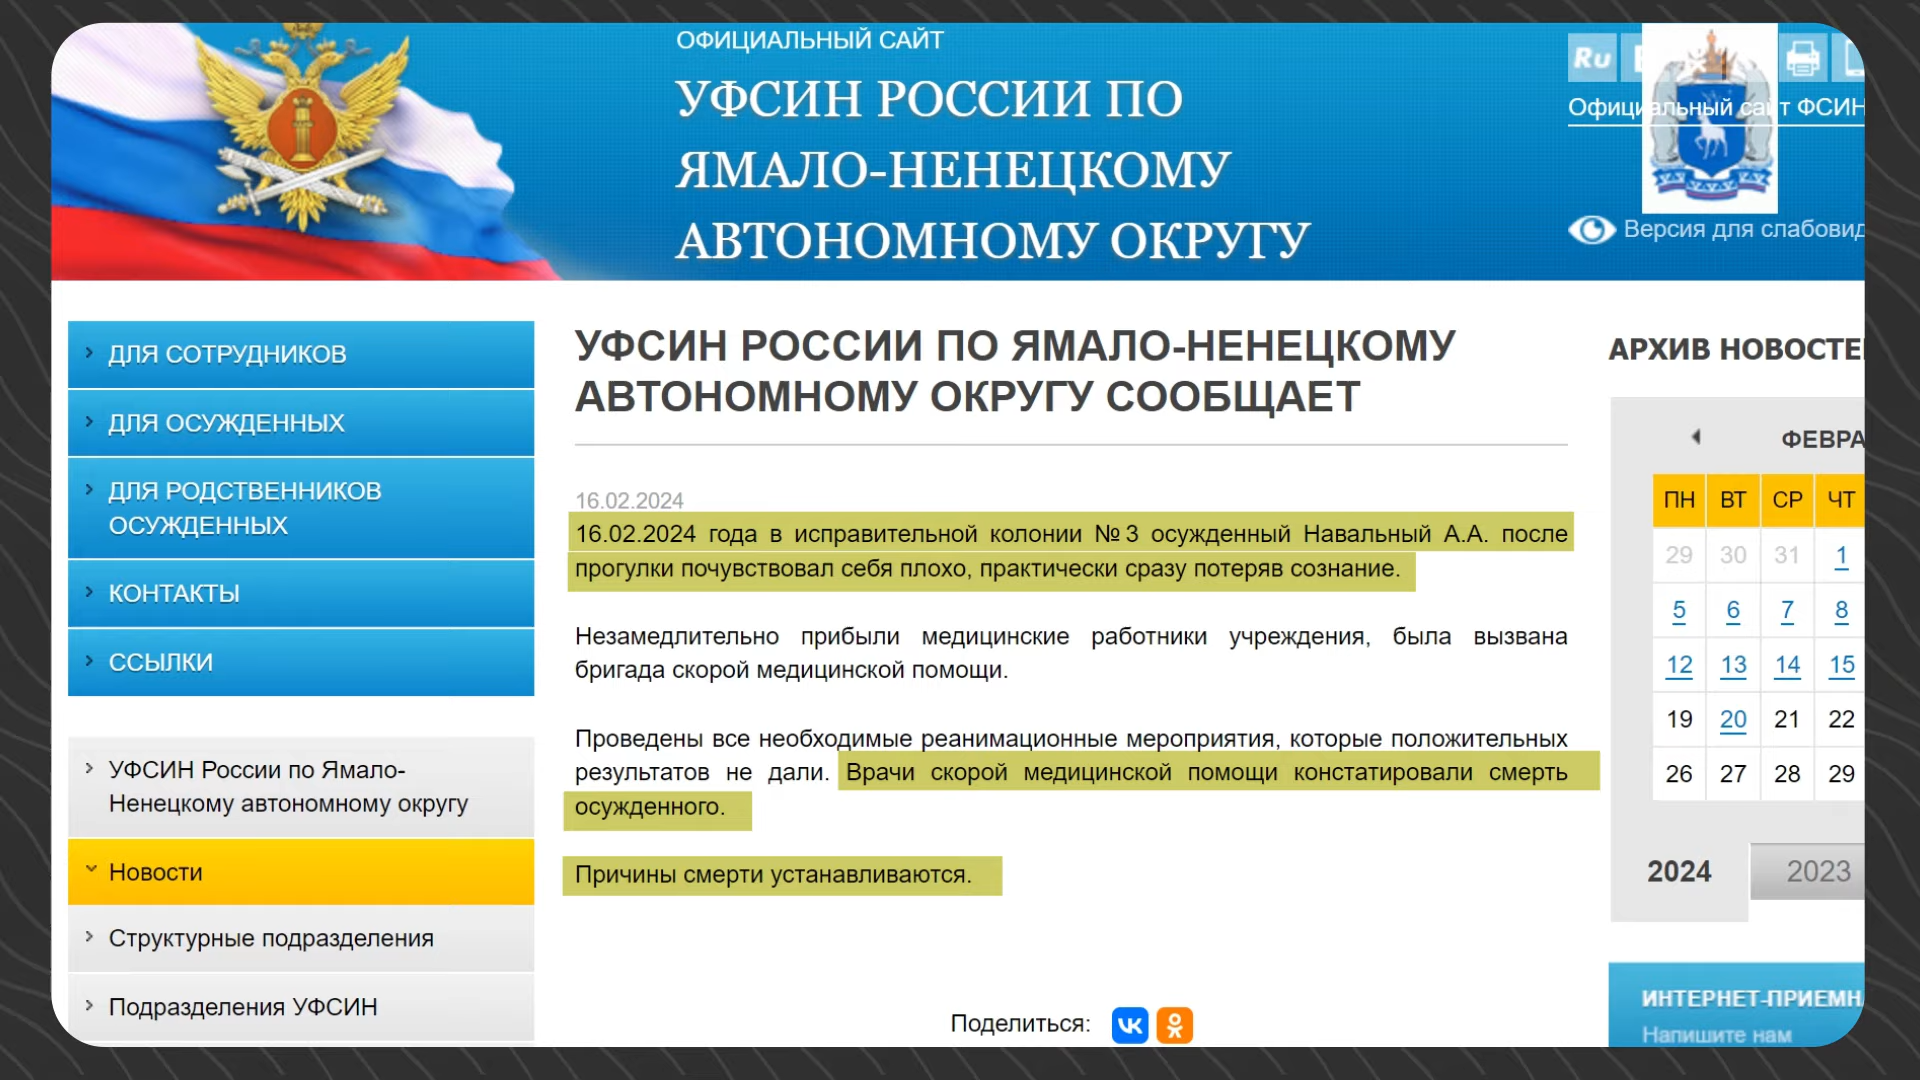 ОФИЦИАЛЬНЫЙ САЙТ
УФСИН РОССИИ ПО
ЯМАЛО-НЕНЕЦКОМУ
АВТОНОМНОМУ ОКРУГУ
Ru
Официальный сайт ФСИН
Версия для слабовид
ДЛЯ СОТРУДНИКОВ
ДЛЯ ОСУЖДЕННЫХ
ДЛЯ РОДСТВЕННИКОВ
ОСУЖДЕННЫХ
КОНТАКТЫ
ССЫЛКИ
УФСИН России по Ямало-
Ненецкому автономному округу
Новости
Структурные подразделения
Подразделения УФСИН
УФСИН РОССИИ ПО ЯМАЛО-НЕНЕЦКОМУ
АВТОНОМНОМУ ОКРУГУ СООБЩАЕТ
16.02.2024
16.02.2024 года в исправительной колонии №3 осужденный Навальный А.А. после
прогулки почувствовал себя плохо, практически сразу потеряв сознание.
Незамедлительно прибыли медицинские работники учреждения, была вызвана
бригада скорой медицинской помощи.
Проведены все необходимые реанимационные мероприятия, которые положительных
результатов не дали. Врачи скорой медицинской помощи констатировали смерть
осужденного.
Причины смерти устанавливаются.
Поделиться:
АРХИВ НОВОСТЕ
ФЕВРА
ПН ВТ СР ЧТ
29 30 31 1
5 6 7 8
12 13 14 15
19 20 21 22
26 27 28 29
2024 2023
ИНТЕРНЕТ-ПРИЕМН
Напишите нам